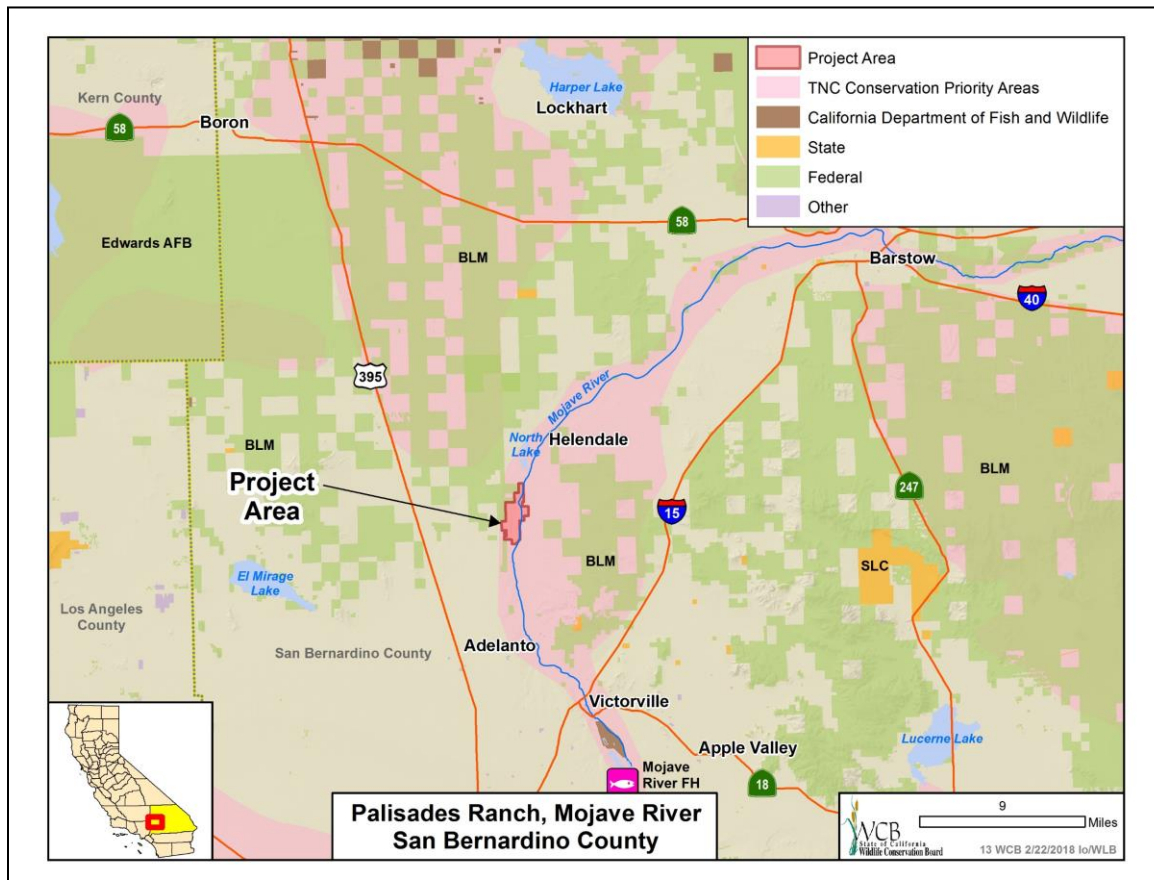 Project Area
TNC Conservation Priority Areas
California Department of Fish and Wildlife
State
Federal
Other
Kern County
58
Boron
Harper Lake
Lockhart
58
Edwards AFB
BLM
Barstow
40
395
Mojave River
North
Lake
Helendale
BLM
Project
Area
15
247
BLM
BLM
SLC
El Mirage
Lake
Los Angeles
County
San Bernardino County
Adelanto
Victorville
Apple Valley
Lucerne Lake
Mojave
River FH
18
Palisades Ranch, Mojave River
San Bernardino County
WCB
State of California
Wildlife Conservation Board
9
Miles
13 WCB 2/22/2018 lo/WLB